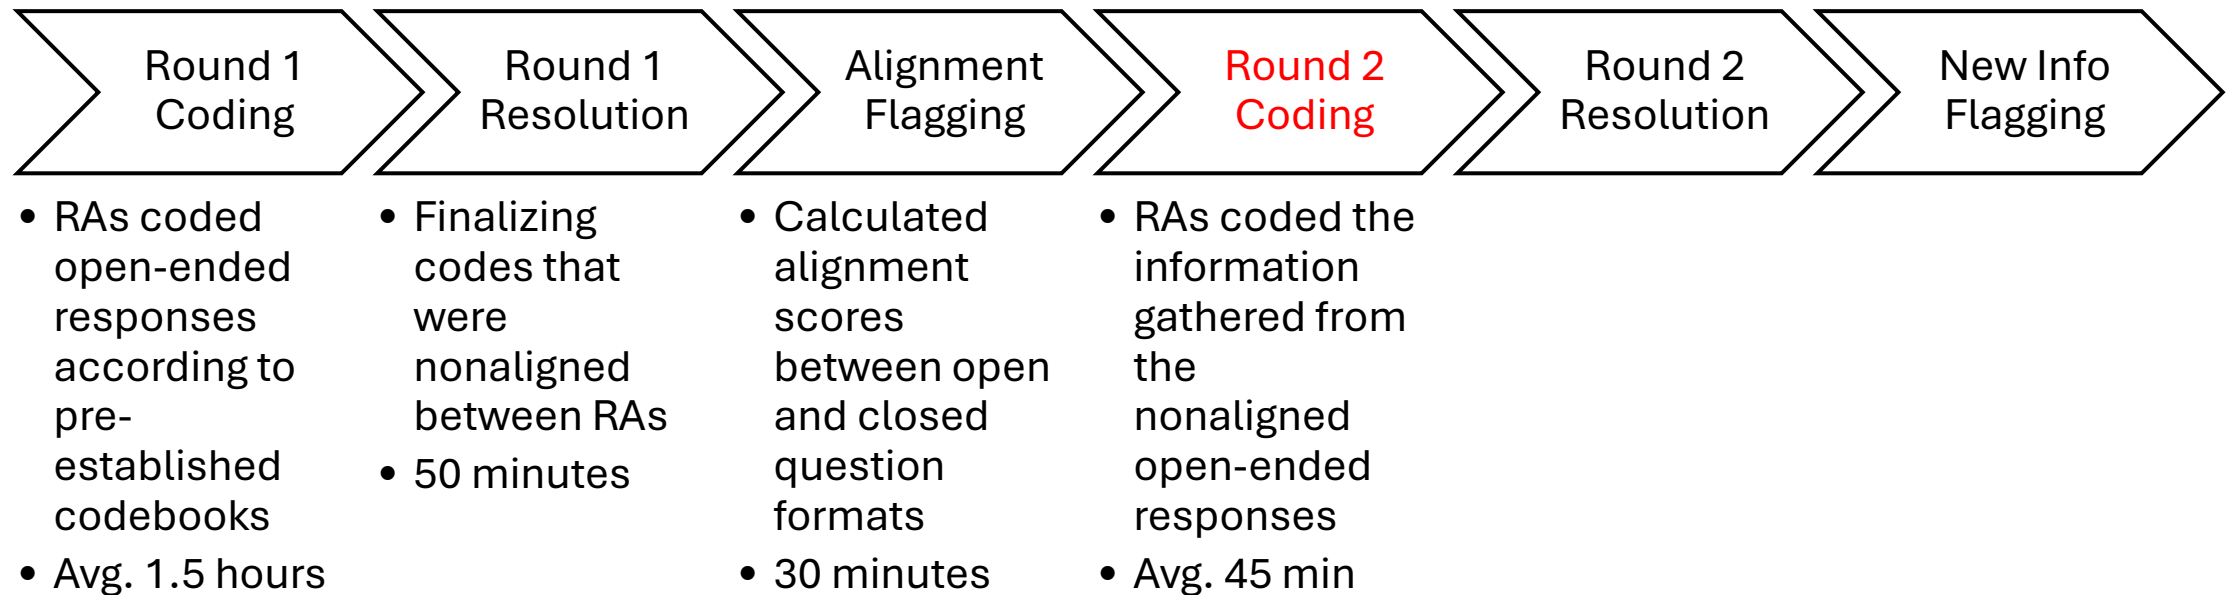 Round 1
Coding
Round 1
Resolution
Alignment
Flagging
Round 2
Coding
Round 2
Resolution
New Info
Flagging
• RAs coded
open-ended
responses
according to
pre-
established
codebooks
• Avg. 1.5 hours
• Finalizing
codes that
were
nonaligned
between RAs
• 50 minutes
• Calculated
alignment
scores
between open
and closed
question
formats
• 30 minutes
• RAs coded the
information
gathered from
the
nonaligned
open-ended
responses
• Avg. 45 min